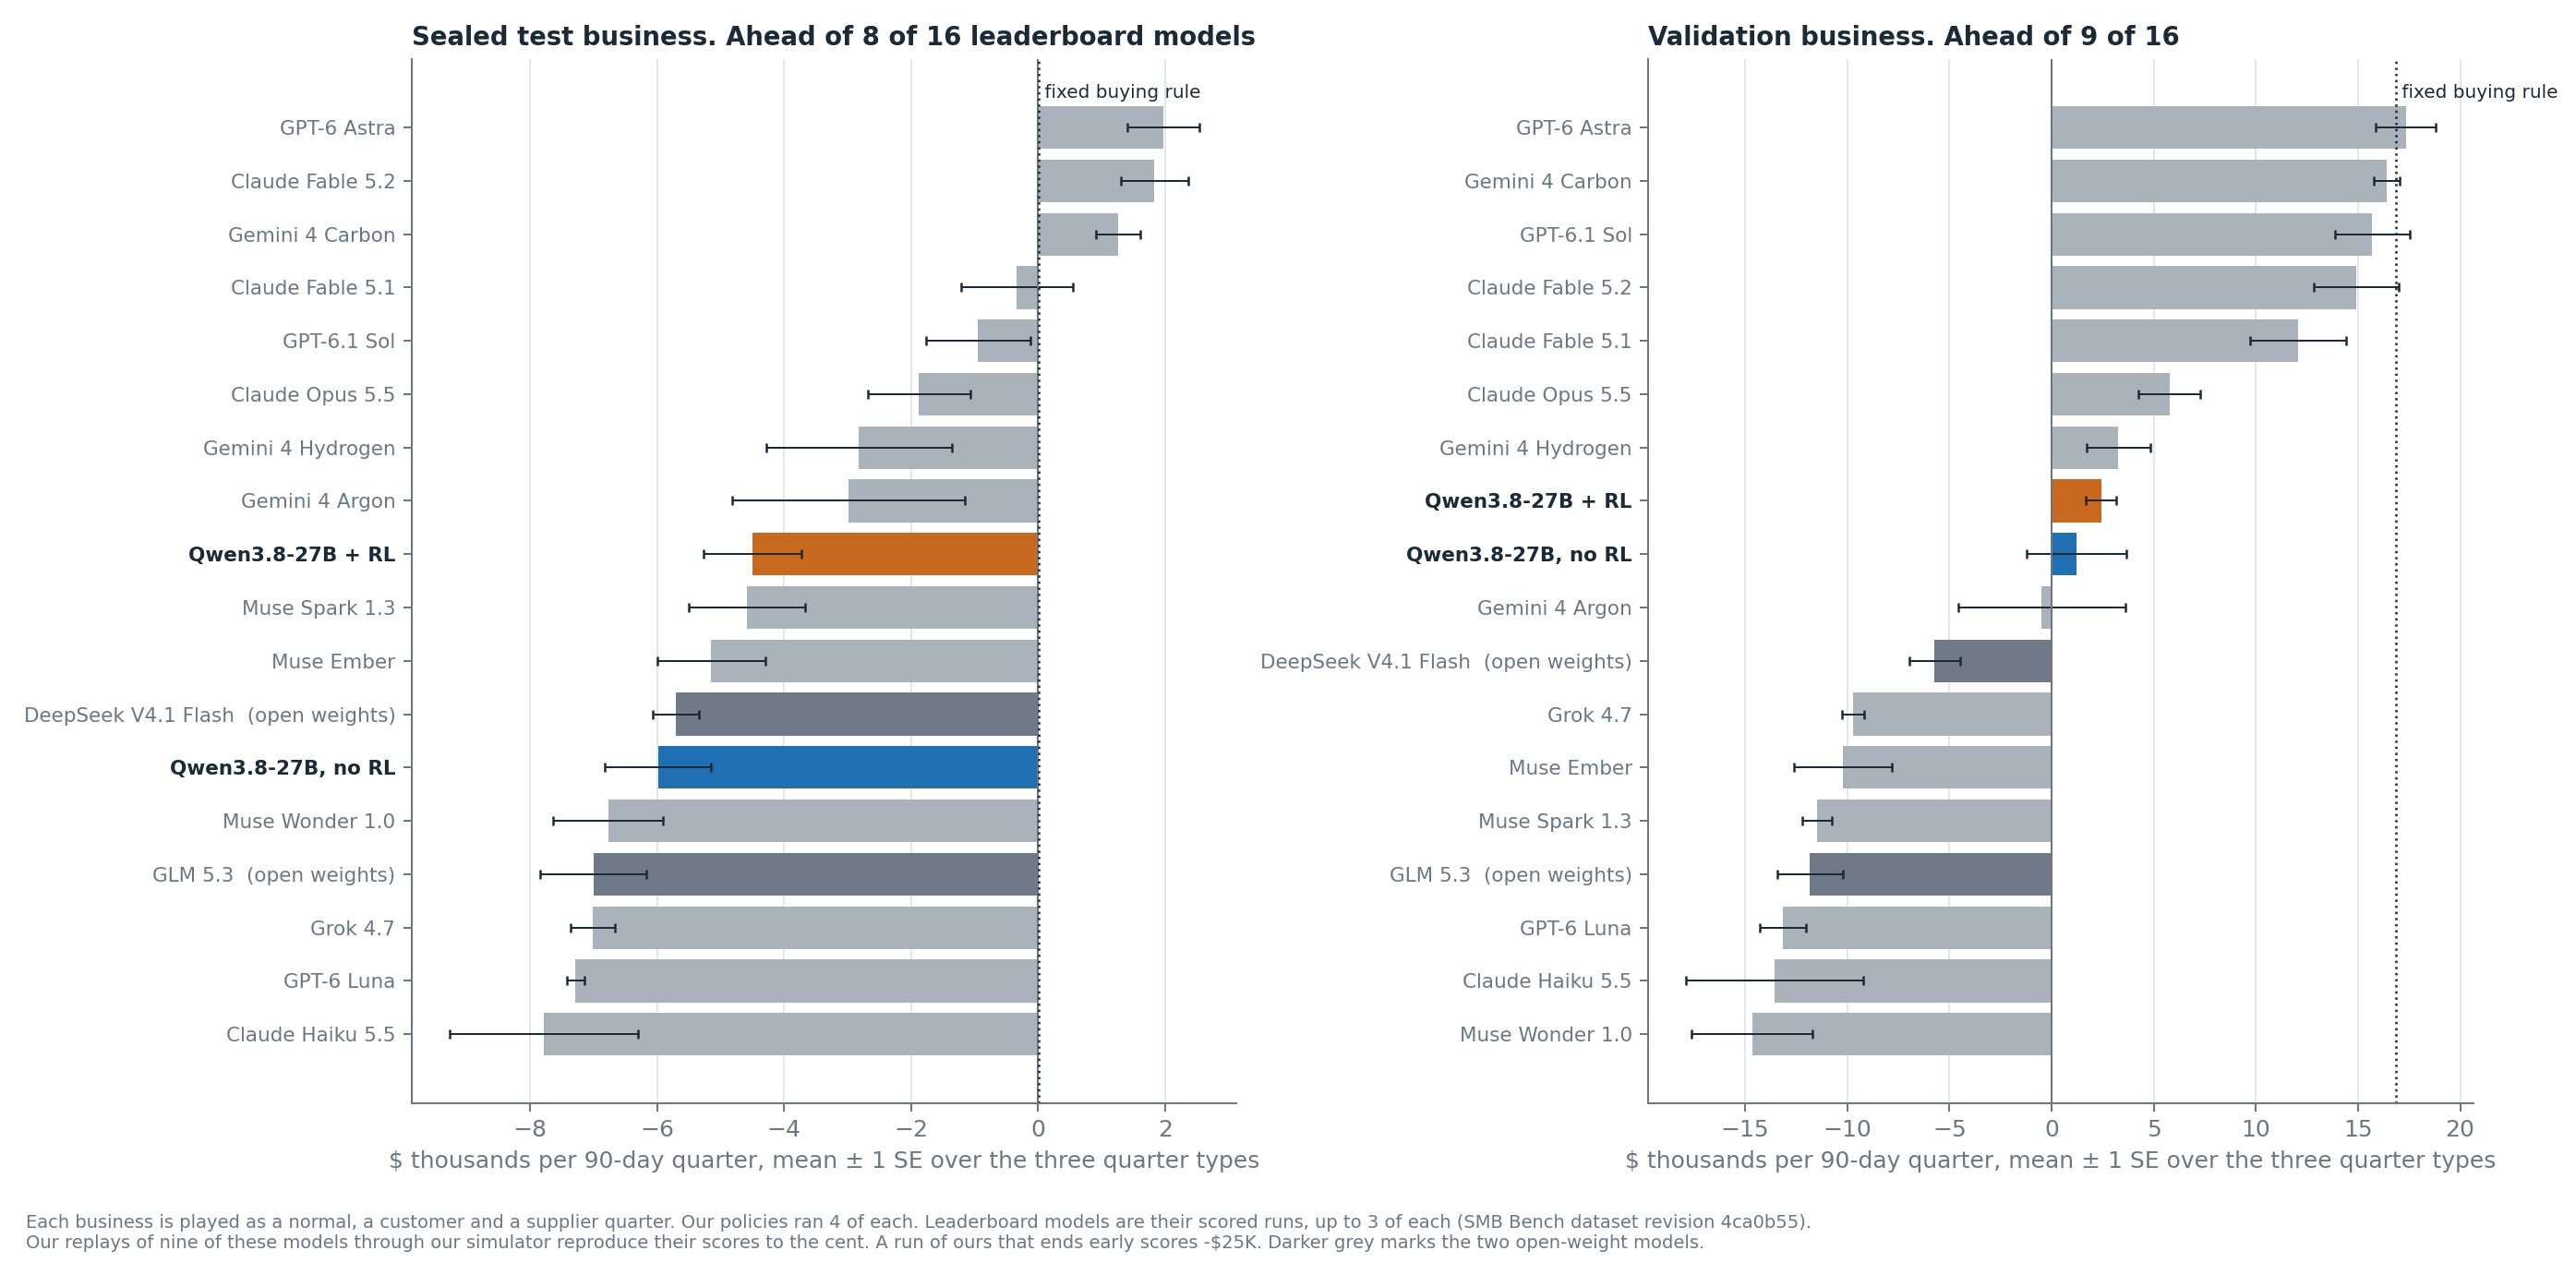 Sealed test business. Ahead of 8 of 16 leaderboard models
fixed buying rule
GPT-6 Astra
Claude Fable 5.2
Gemini 4 Carbon
Claude Fable 5.1
GPT-6.1 Sol
Claude Opus 5.5
Gemini 4 Hydrogen
Gemini 4 Argon
Qwen3.8-27B + RL
Muse Spark 1.3
Muse Ember
DeepSeek V4.1 Flash (open weights)
Qwen3.8-27B, no RL
Muse Wonder 1.0
GLM 5.3 (open weights)
Grok 4.7
GPT-6 Luna
Claude Haiku 5.5
−8 −6 −4 −2 0 2
$ thousands per 90-day quarter, mean ± 1 SE over the three quarter types
Validation business. Ahead of 9 of 16
fixed buying rule
GPT-6 Astra
Gemini 4 Carbon
GPT-6.1 Sol
Claude Fable 5.2
Claude Fable 5.1
Claude Opus 5.5
Gemini 4 Hydrogen
Qwen3.8-27B + RL
Qwen3.8-27B, no RL
Gemini 4 Argon
DeepSeek V4.1 Flash (open weights)
Grok 4.7
Muse Ember
Muse Spark 1.3
GLM 5.3 (open weights)
GPT-6 Luna
Claude Haiku 5.5
Muse Wonder 1.0
−15 −10 −5 0 5 10 15 20
$ thousands per 90-day quarter, mean ± 1 SE over the three quarter types
Each business is played as a normal, a customer and a supplier quarter. Our policies ran 4 of each. Leaderboard models are their scored runs, up to 3 of each (SMB Bench dataset revision 4ca0b55).
Our replays of nine of these models through our simulator reproduce their scores to the cent. A run of ours that ends early scores -$25K. Darker grey marks the two open-weight models.